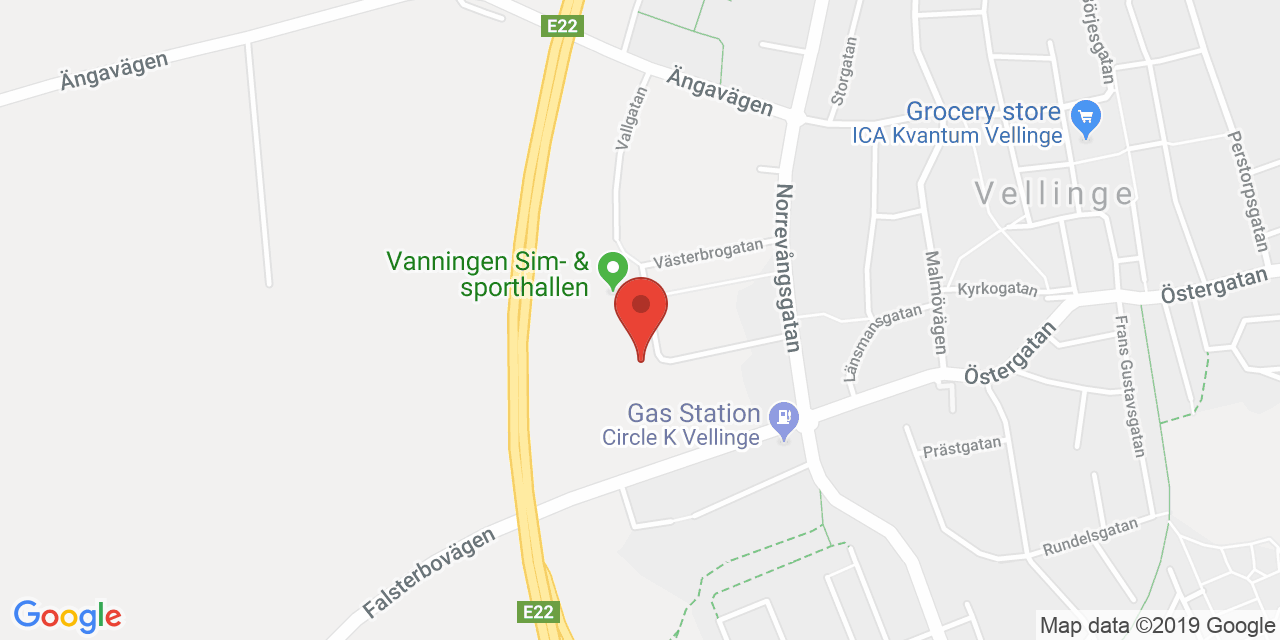 E22
Ängavägen
Ängavägen
Börjesgatan
Storgatan
Vallgatan
Grocery store
ICA Kvantum Vellinge
Perstorpsgatan
Vellinge
Norrevångsgatan
Västerbrogatan
Vanningen Sim- &
sporthallen
Malmövägen
Kyrkogatan
Östergatan
Länsmansgatan
Östergatan
Frans Gustavsgatan
Gas Station
Circle K Vellinge
Prästgatan
Rundelsgatan
Falsterbovägen
E22
Google
Map data ©2019 Google